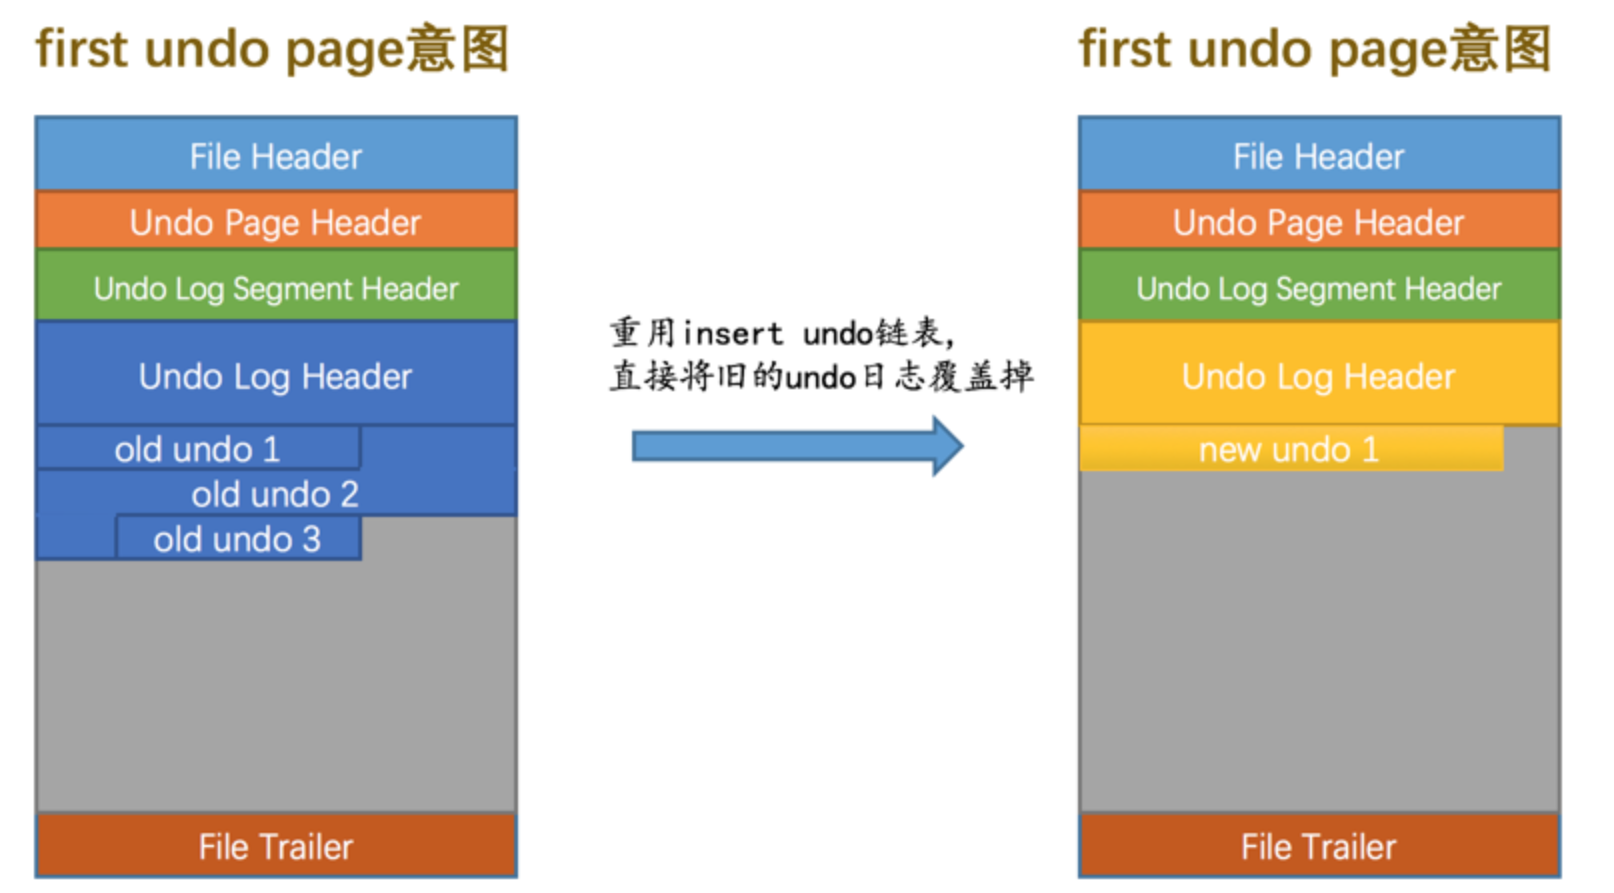 first undo page意图
File Header
Undo Page Header
Undo Log Segment Header
Undo Log Header
old undo 1
old undo 2
old undo 3
File Trailer
重用insert undo链表，
直接将旧的undo日志覆盖掉
first undo page意图
File Header
Undo Page Header
Undo Log Segment Header
Undo Log Header
new undo 1
File Trailer